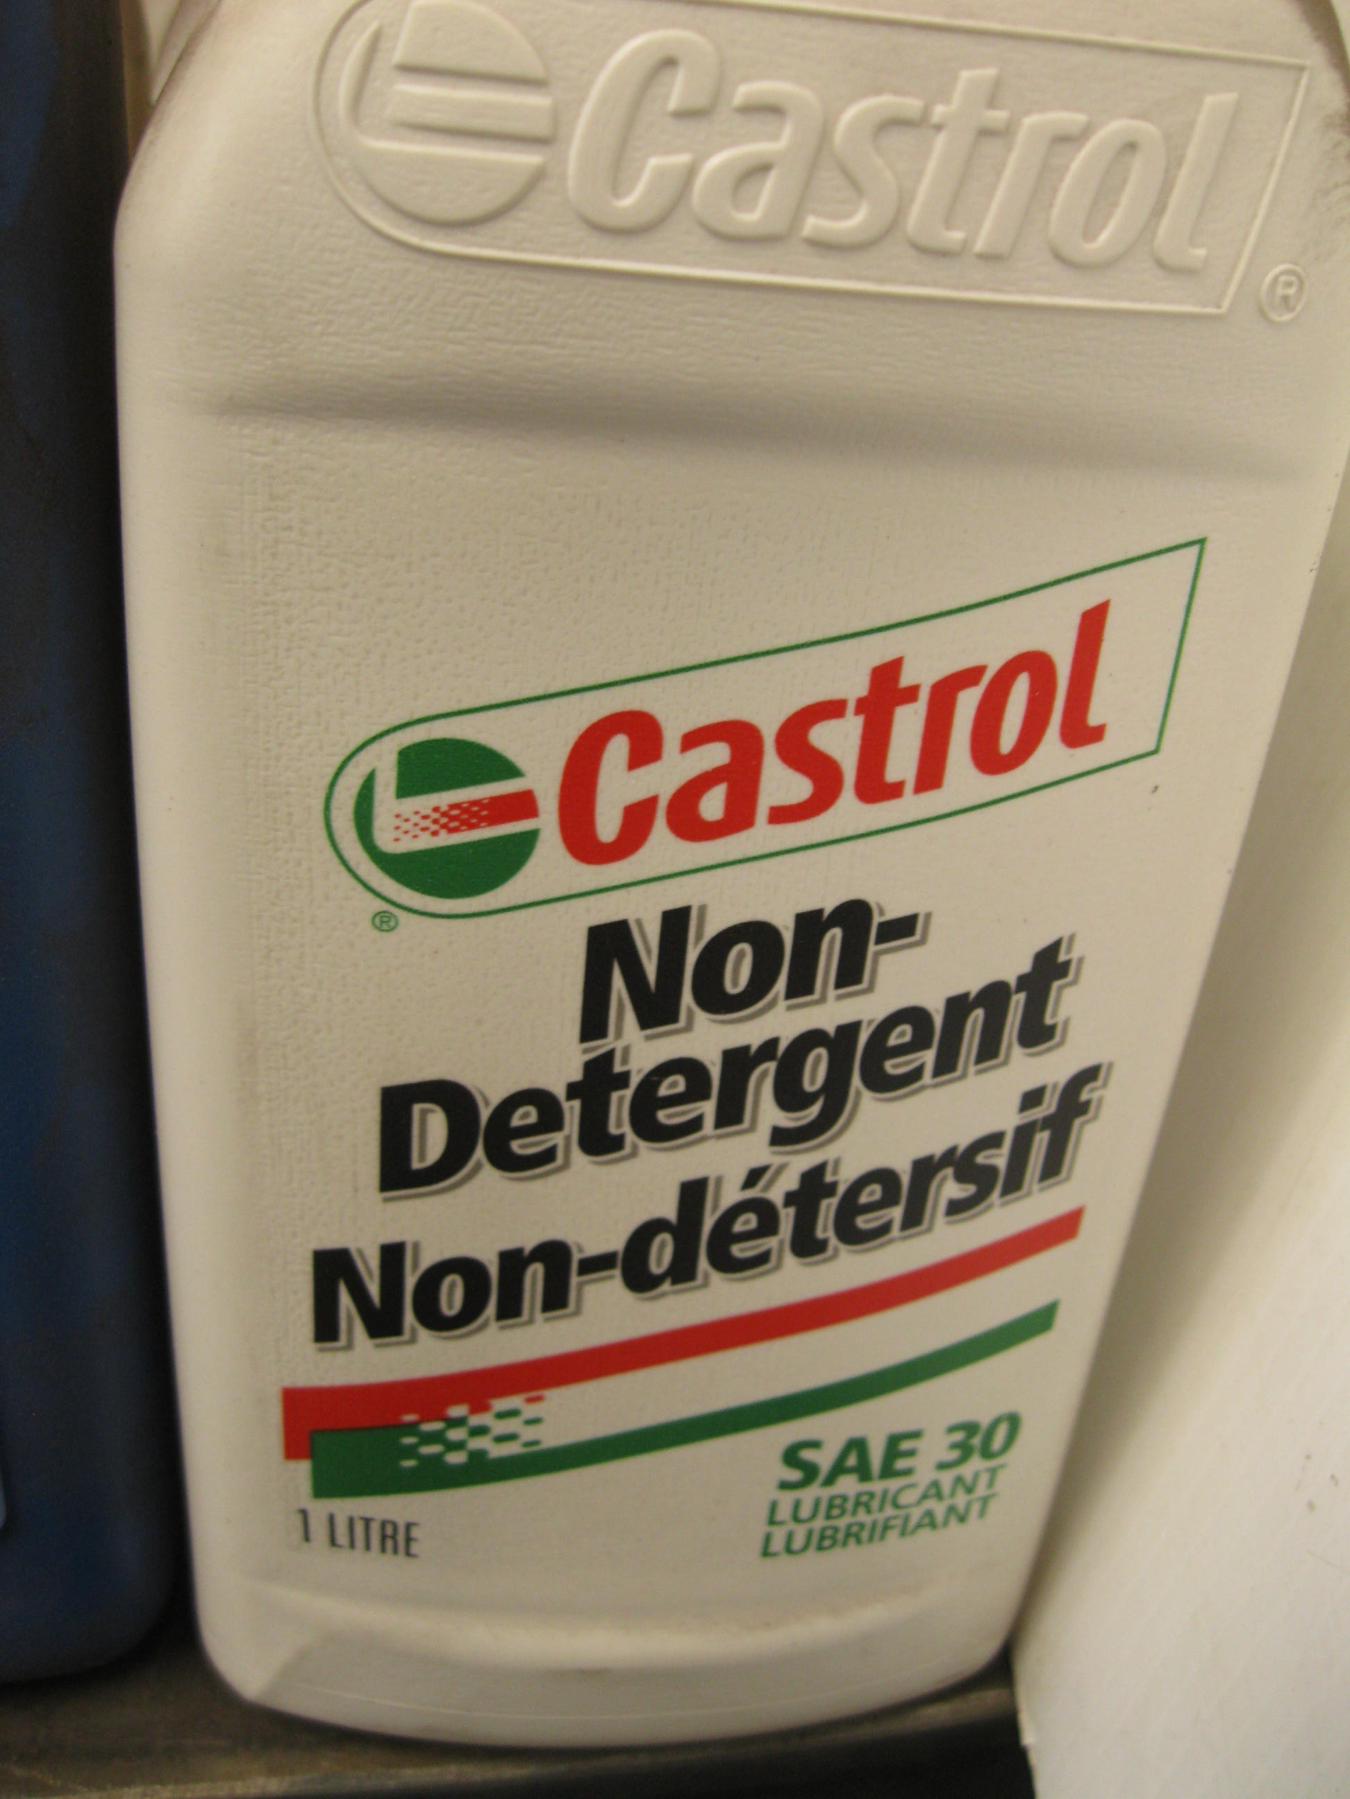 Castrol
®
Castrol
®
Non-
Detergent
Non-détersif
SAE 30
LUBRICANT
LUBRIFIANT
1 LITRE